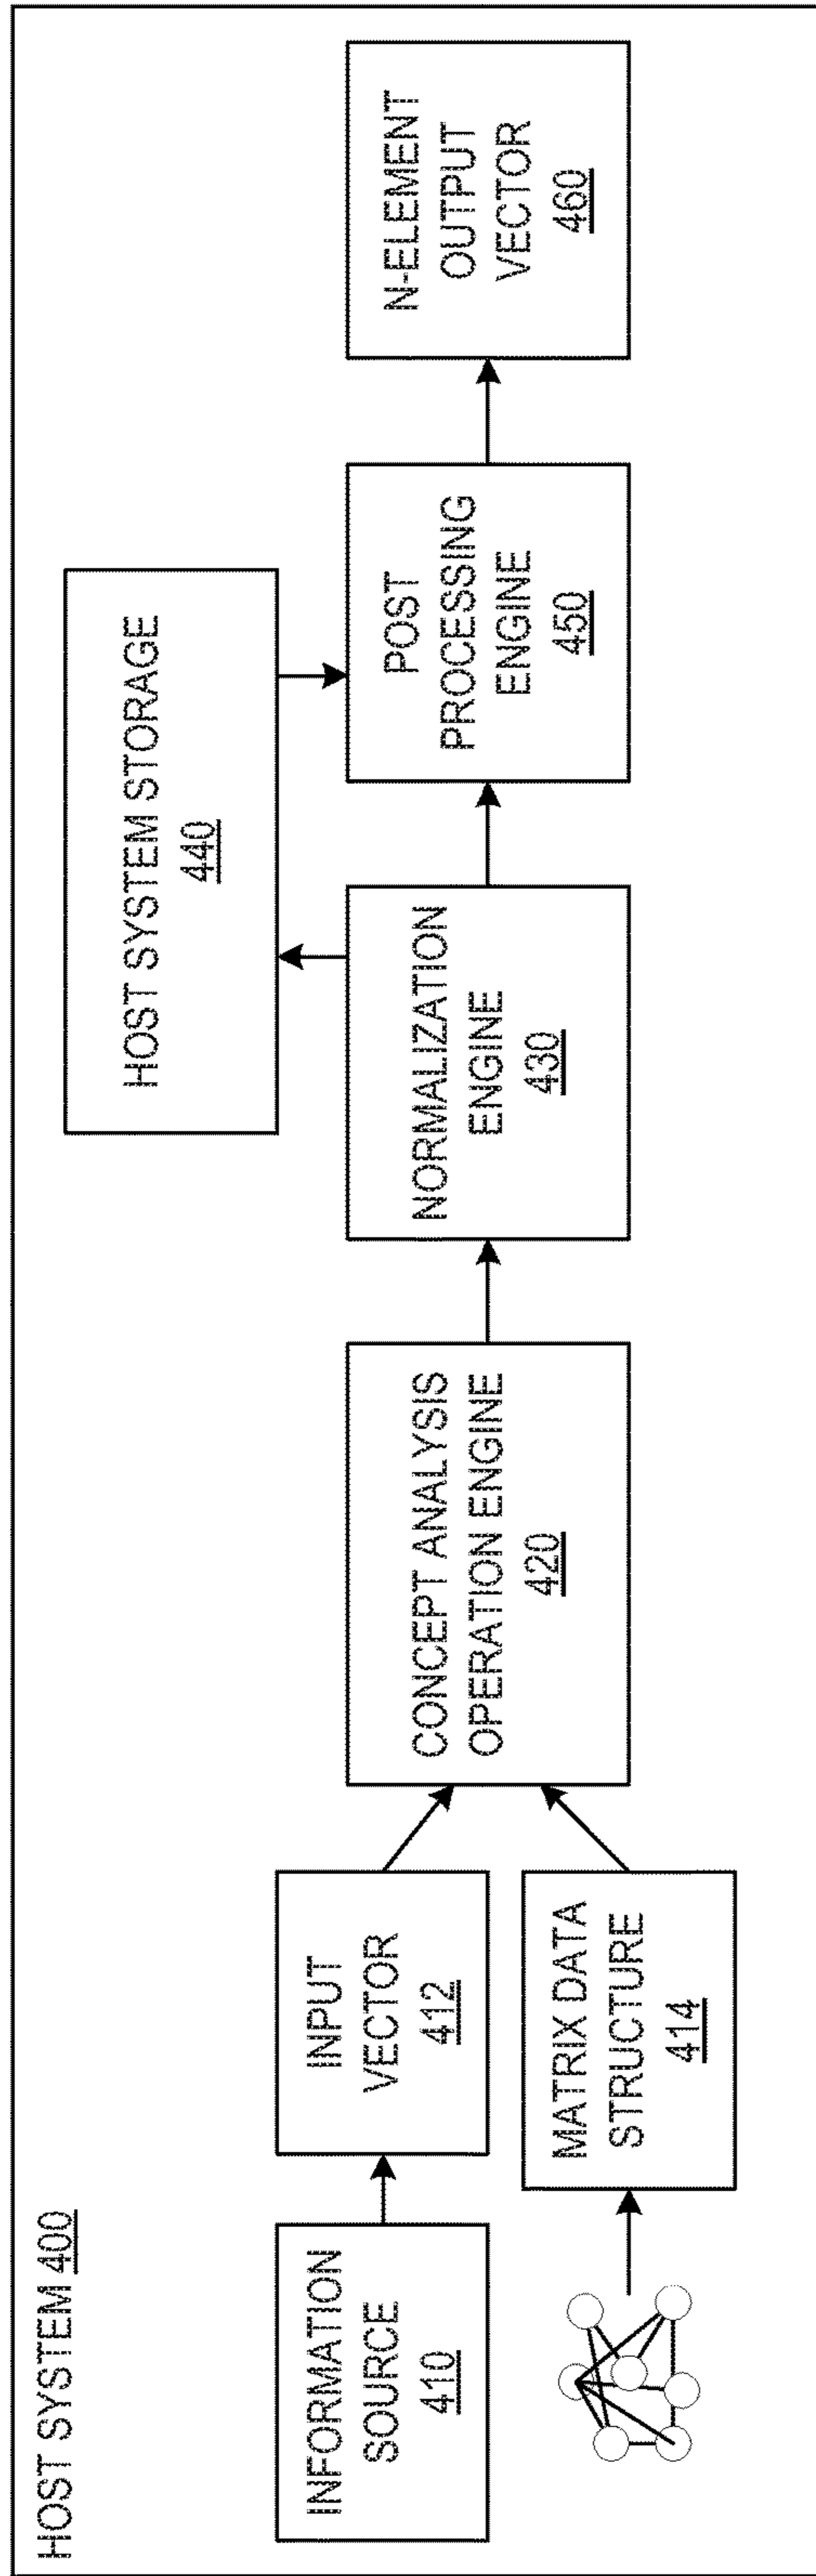 HOST SYSTEM 400
INFORMATION
SOURCE
410
INPUT
VECTOR
412
MATRIX DATA
STRUCTURE
414
CONCEPT ANALYSIS
OPERATION ENGINE
420
NORMALIZATION
ENGINE
430
HOST SYSTEM STORAGE
440
POST
PROCESSING
ENGINE
450
N-ELEMENT
OUTPUT
VECTOR
460